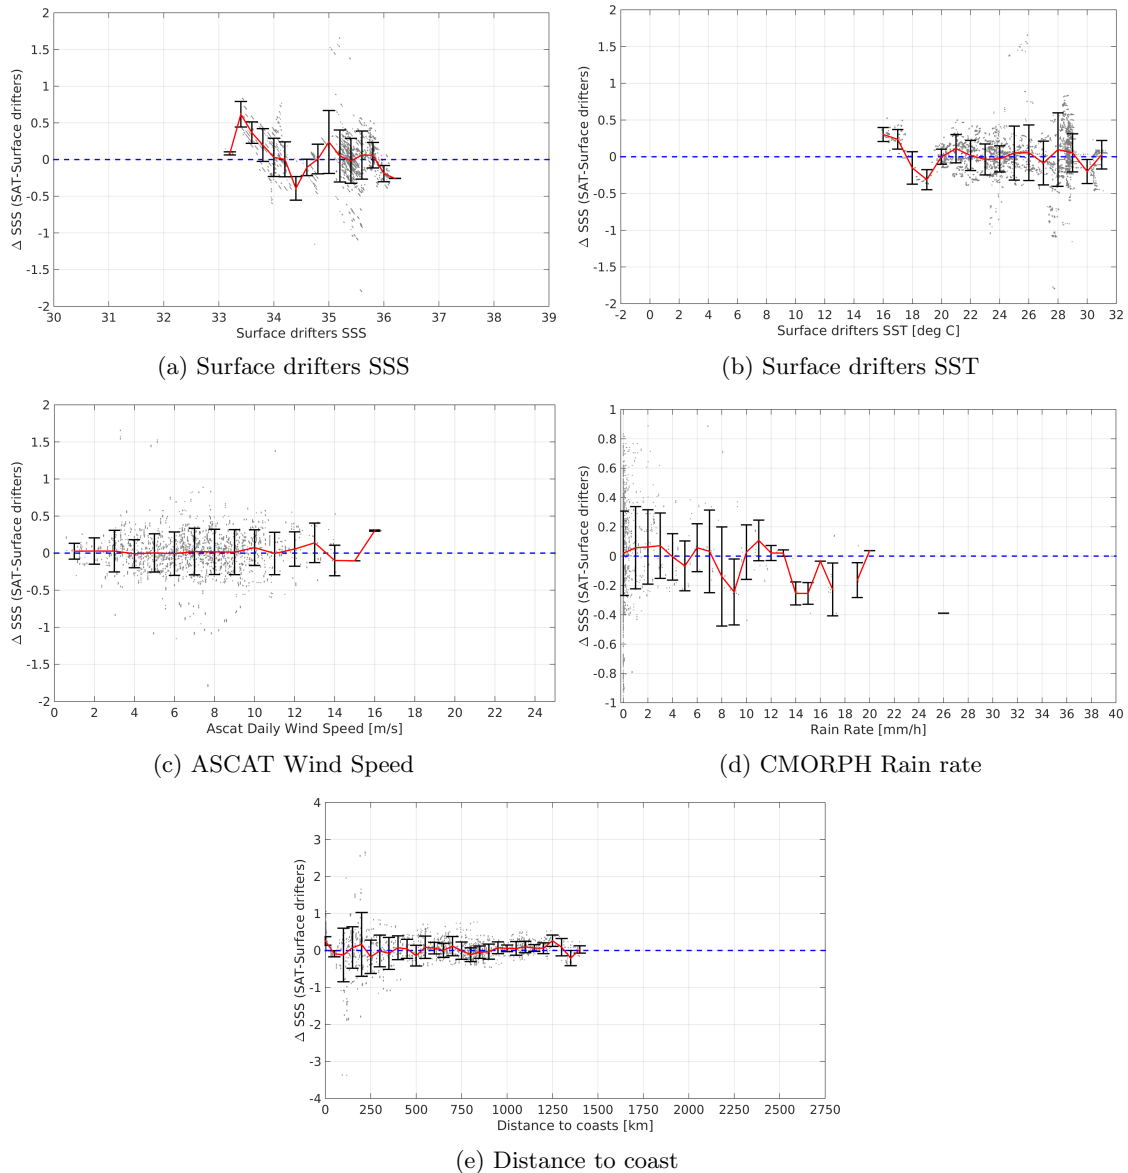 2
1.5
1
0.5
0
-0.5
-1
-1.5
-2
Δ SSS (SAT-Surface drifters)
30 31 32 33 34 35 36 37 38 39
Surface drifters SSS
(a) Surface drifters SSS
2
1.5
1
0.5
0
-0.5
-1
-1.5
-2
Δ SSS (SAT-Surface drifters)
-2 0 2 4 6 8 10 12 14 16 18 20 22 24 26 28 30 32
Surface drifters SST [deg C]
(b) Surface drifters SST
2
1.5
1
0.5
0
-0.5
-1
-1.5
-2
Δ SSS (SAT-Surface drifters)
0 2 4 6 8 10 12 14 16 18 20 22 24
Ascat Daily Wind Speed [m/s]
(c) ASCAT Wind Speed
1
0.8
0.6
0.4
0.2
0
-0.2
-0.4
-0.6
-0.8
-1
Δ SSS (SAT-Surface drifters)
0 2 4 6 8 10 12 14 16 18 20 22 24 26 28 30 32 34 36 38 40
Rain Rate [mm/h]
(d) CMORPH Rain rate
4
3
2
1
0
-1
-2
-3
-4
Δ SSS (SAT-Surface drifters)
0 250 500 750 1000 1250 1500 1750 2000 2250 2500 2750
Distance to coasts [km]
(e) Distance to coast